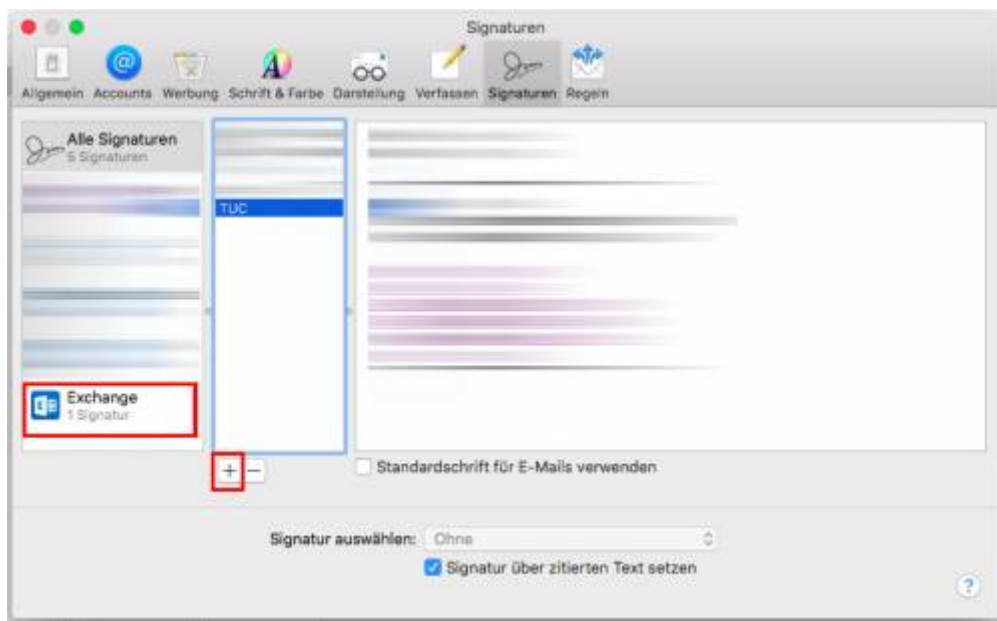 Signaturen
Allgemein Accounts Werbung Schrift & Farbe Darstellung Verfassen Signaturen Regeln
Alle Signaturen
5 Signaturen
TUC
Exchange
1 Signatur
+ −
Standardschrift für E-Mails verwenden
Signatur auswählen: Ohne
Signatur über zitierten Text setzen
?